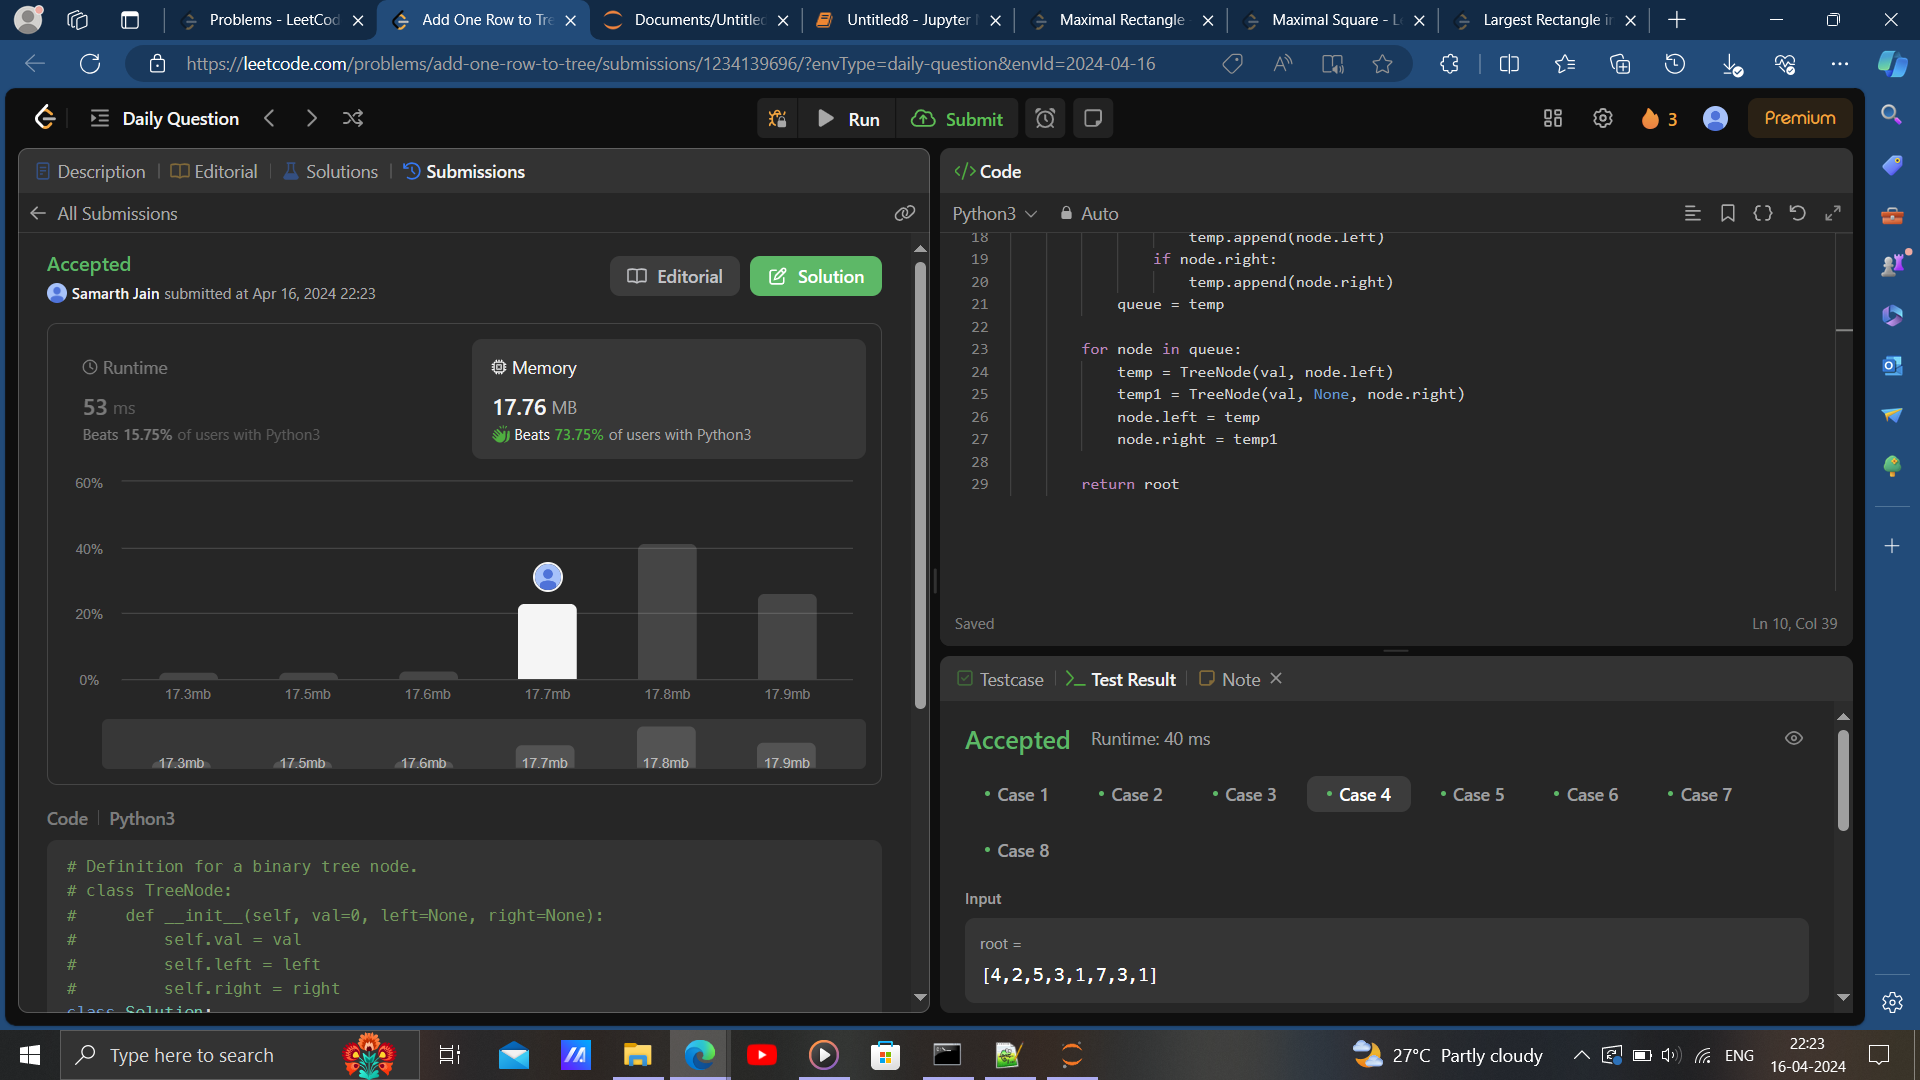 Problems - LeetCod
Add One Row to Tre
Documents/Untitled
Untitled8 - Jupyter
Maximal Rectangle
Maximal Square - L
Largest Rectangle in
https://leetcode.com/problems/add-one-row-to-tree/submissions/1234139696/?envType=daily-question&envId=2024-04-16
Daily Question
Run
Submit
3
Premium
Description
Editorial
Solutions
Submissions
All Submissions
Accepted
Samarth Jain submitted at Apr 16, 2024 22:23
Editorial
Solution
Runtime
53 ms
Beats 15.75% of users with Python3
Memory
17.76 MB
Beats 73.75% of users with Python3
60%
40%
20%
0%
17.3mb 17.5mb 17.6mb 17.7mb 17.8mb 17.9mb
17.3mb 17.5mb 17.6mb 17.7mb 17.8mb 17.9mb
Code Python3
# Definition for a binary tree node.
# class TreeNode:
#     def __init__(self, val=0, left=None, right=None):
#         self.val = val
#         self.left = left
#         self.right = right
class Solution:
</> Code
Python3
Auto
18 temp.append(node.left)
19 if node.right:
20 temp.append(node.right)
21 queue = temp
22
23 for node in queue:
24 temp = TreeNode(val, node.left)
25 temp1 = TreeNode(val, None, node.right)
26 node.left = temp
27 node.right = temp1
28
29 return root
Saved
Ln 10, Col 39
Testcase
Test Result
Note
Accepted Runtime: 40 ms
Case 1
Case 2
Case 3
Case 4
Case 5
Case 6
Case 7
Case 8
Input
root =
[4,2,5,3,1,7,3,1]
Type here to search
27°C Partly cloudy
ENG
22:23
16-04-2024